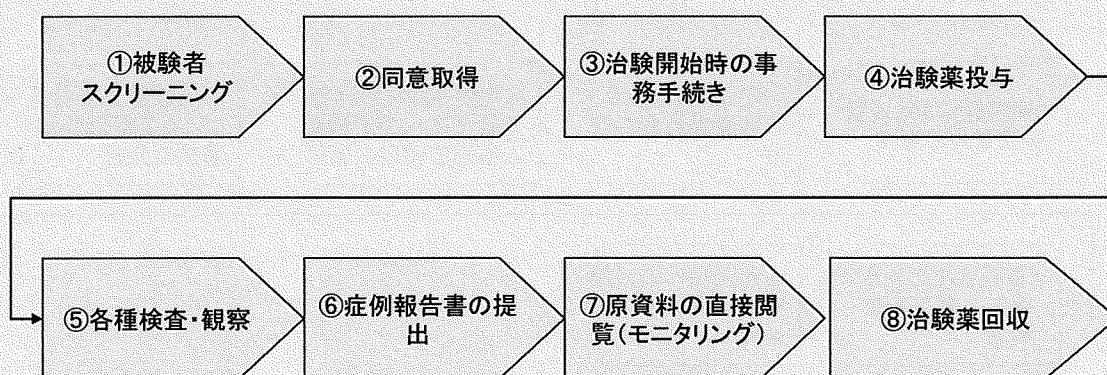 ①被験者
スクリーニング
②同意取得
③治験開始時の事
務手続き
④治験薬投与
⑤各種検査・観察
⑥症例報告書の提
出
⑦原資料の直接閲
覧(モニタリング)
⑧治験薬回収